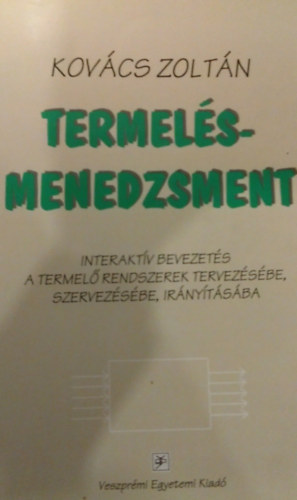 KOVÁCS ZOLTÁN
TERMELÉS-
MENEDZSMENT
INTERAKTÍV BEVEZETÉS
A TERMELŐ RENDSZEREK TERVEZÉSÉBE,
SZERVEZÉSÉBE, IRÁNYÍTÁSÁBA
Veszprémi Egyetemi Kiadó